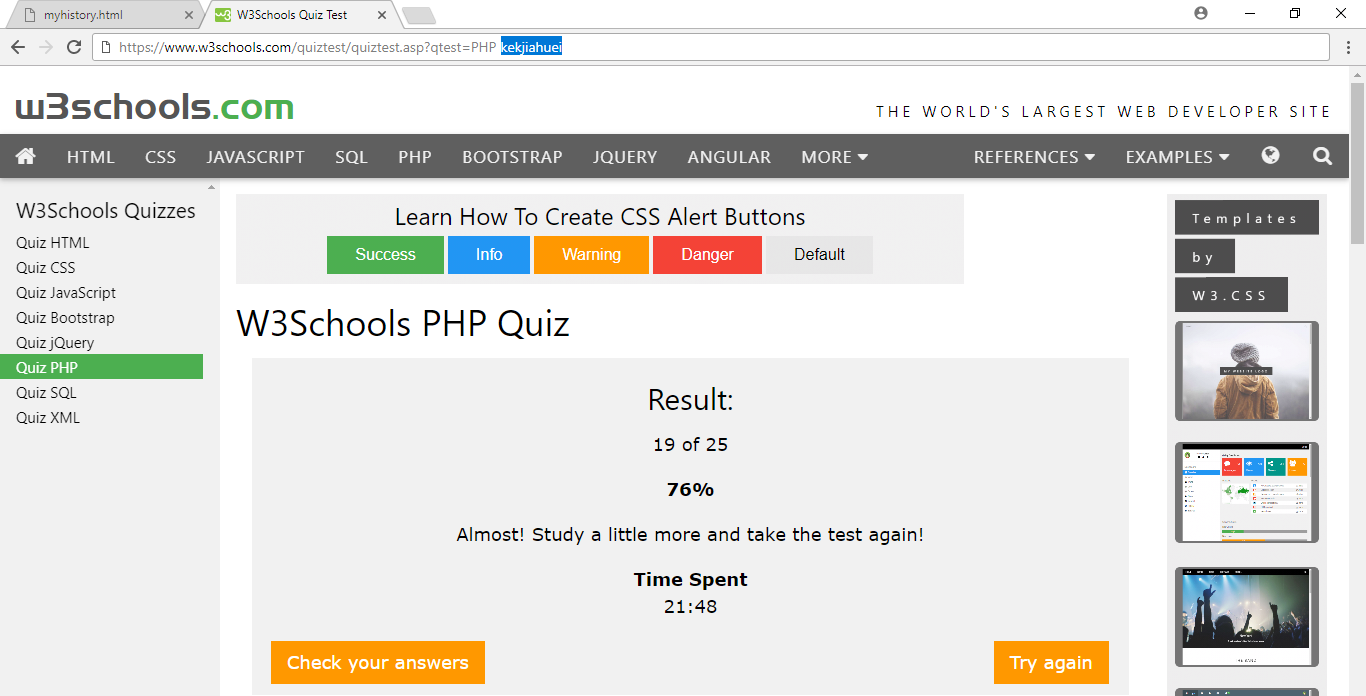 myhistory.html
W3Schools Quiz Test
https://www.w3schools.com/quiztest/quiztest.asp?qtest=PHP kekjiahuei
w3schools.com
THE WORLD'S LARGEST WEB DEVELOPER SITE
HTML CSS JAVASCRIPT SQL PHP BOOTSTRAP JQUERY ANGULAR MORE REFERENCES EXAMPLES
W3Schools Quizzes
Quiz HTML
Quiz CSS
Quiz JavaScript
Quiz Bootstrap
Quiz jQuery
Quiz PHP
Quiz SQL
Quiz XML
Learn How To Create CSS Alert Buttons
Success Info Warning Danger Default
W3Schools PHP Quiz
Result:
19 of 25
76%
Almost! Study a little more and take the test again!
Time Spent
21:48
Check your answers
Try again
Templates
by
W3.CSS